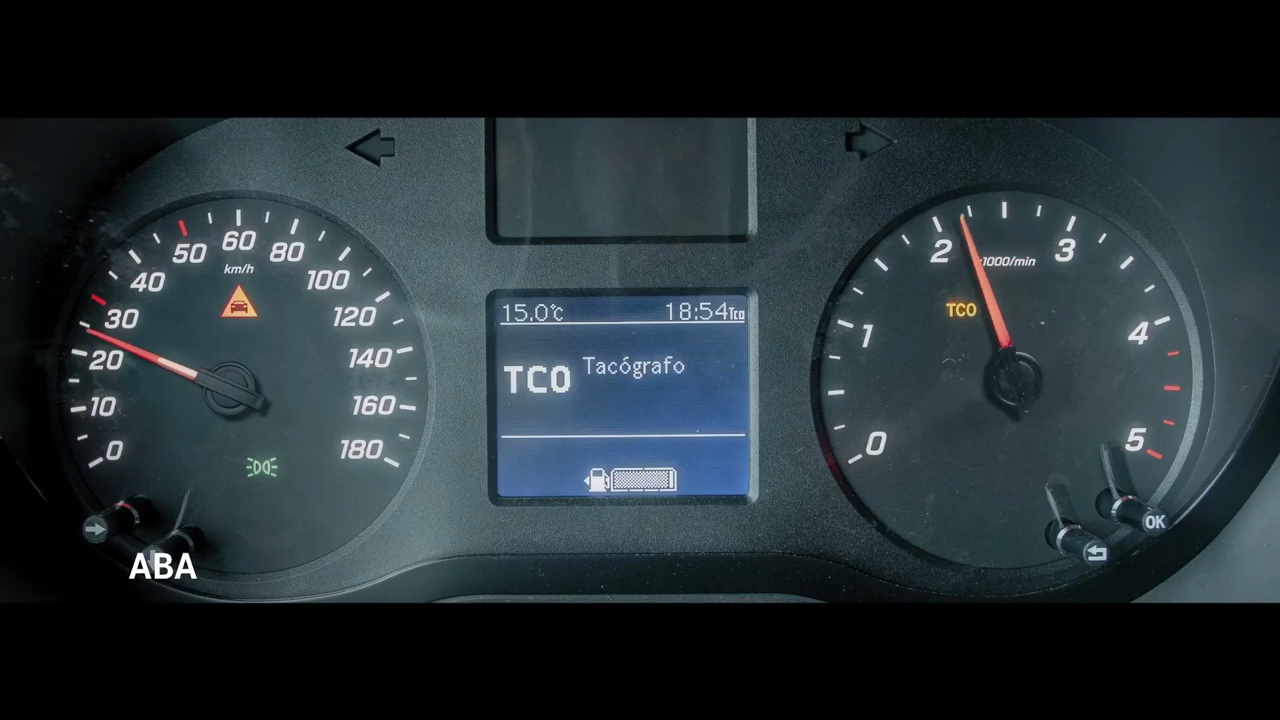 50 60 80
40 km/h 100
30 120
20 140
10 160
0 180
15.0°C 18:54 Tco
TCO Tacógrafo
2 x1000/min 3
TCO
1 4
0 5
OK
ABA